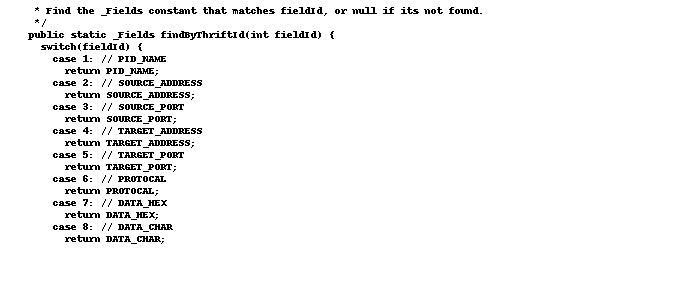 * Find the _Fields constant that matches fieldId, or null if its not found.
*/
public static _Fields findByThriftId(int fieldId) {
switch(fieldId) {
case 1: // PID_NAME
return PID_NAME;
case 2: // SOURCE_ADDRESS
return SOURCE_ADDRESS;
case 3: // SOURCE_PORT
return SOURCE_PORT;
case 4: // TARGET_ADDRESS
return TARGET_ADDRESS;
case 5: // TARGET_PORT
return TARGET_PORT;
case 6: // PROTOCAL
return PROTOCAL;
case 7: // DATA_HEX
return DATA_HEX;
case 8: // DATA_CHAR
return DATA_CHAR;